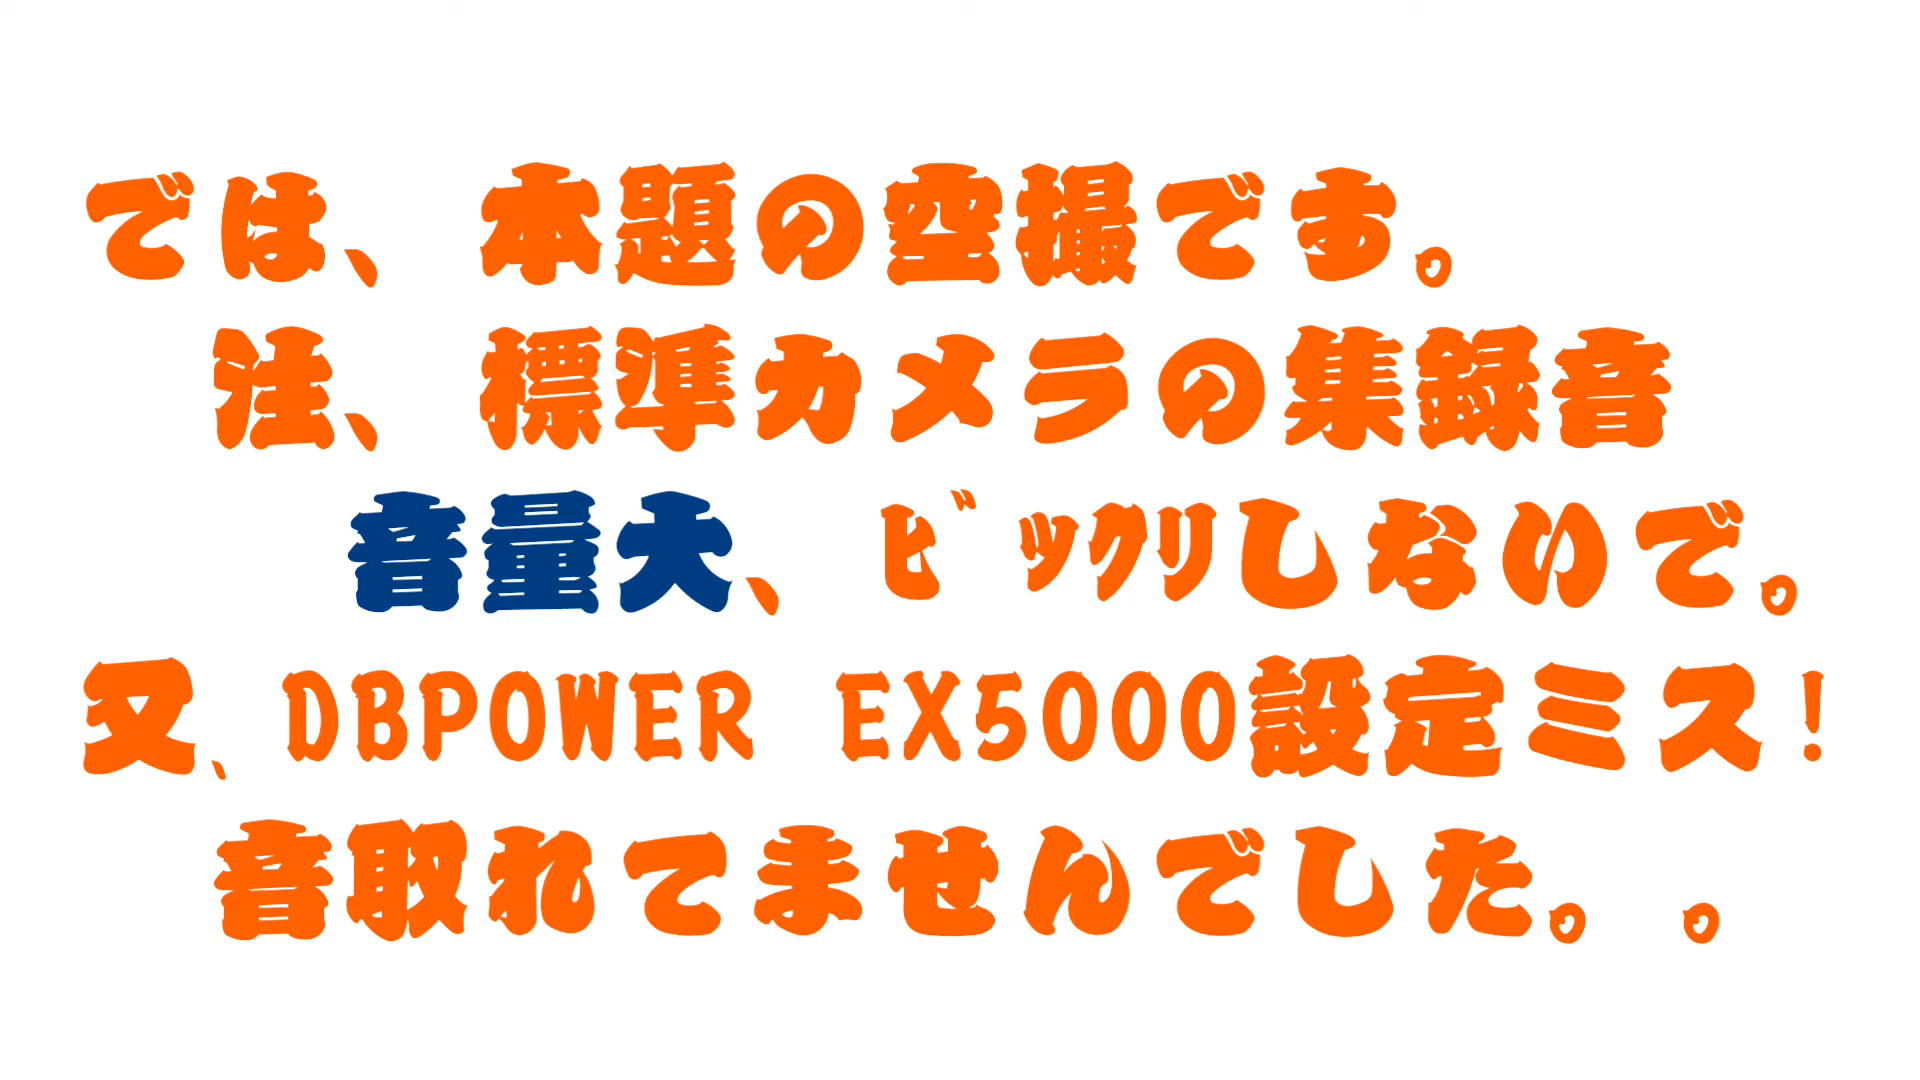 では、本題の空撮です。
注、標準カメラの集録音
音量大、ﾋﾞｯｸﾘしないで。
又、DBPOWER EX5000設定ミス!
音取れてませんでした。。